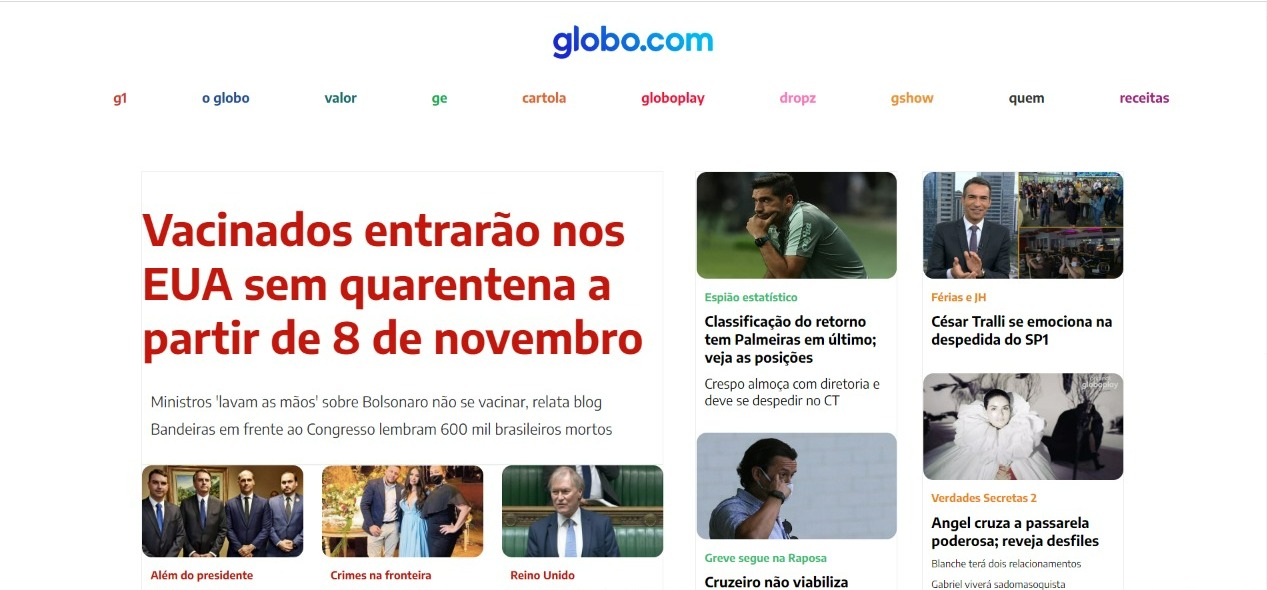 globo.com
g1
o globo
valor
ge
cartola
globoplay
dropz
gshow
quem
receitas
Vacinados entrarão nos
EUA sem quarentena a
partir de 8 de novembro
Ministros 'lavam as mãos' sobre Bolsonaro não se vacinar, relata blog
Bandeiras em frente ao Congresso lembram 600 mil brasileiros mortos
Além do presidente
Crimes na fronteira
Reino Unido
Espião estatístico
Classificação do retorno
tem Palmeiras em último;
veja as posições
Crespo almoça com diretoria e
deve se despedir no CT
Greve segue na Raposa
Cruzeiro não viabiliza
Férias e JH
César Tralli se emociona na
despedida do SP1
globoplay
Verdades Secretas 2
Angel cruza a passarela
poderosa; reveja desfiles
Blanche terá dois relacionamentos
Gabriel viverá sadomasoquista